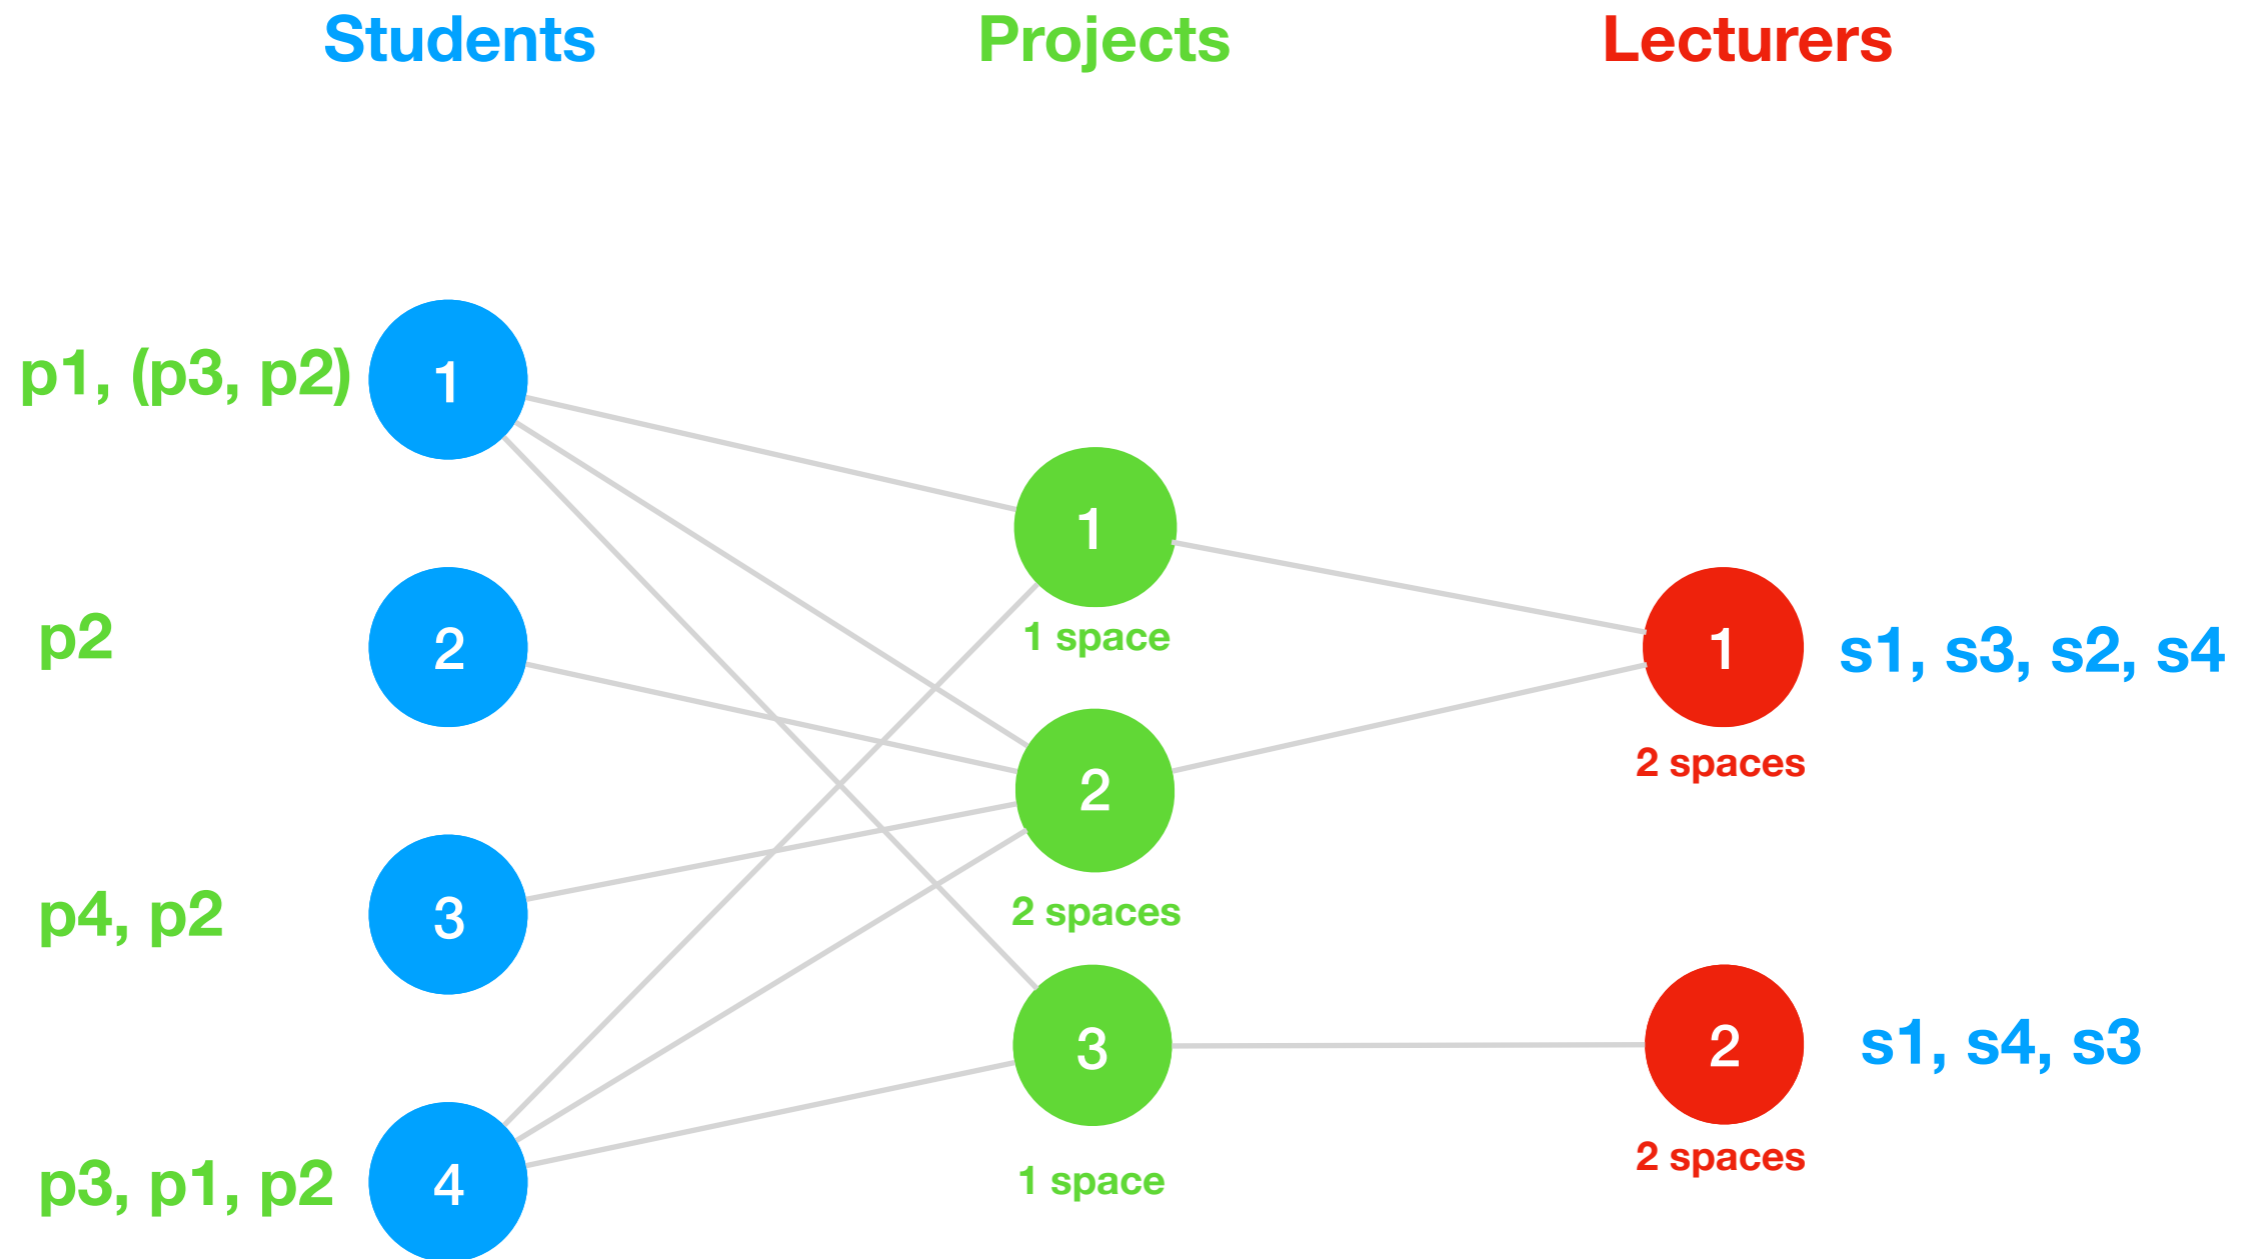 Students
Projects
Lecturers
p1, (p3, p2)
1
1
1 space
p2
2
1
s1, s3, s2, s4
2 spaces
2
2 spaces
p4, p2
3
3
1 space
2
s1, s4, s3
2 spaces
p3, p1, p2
4